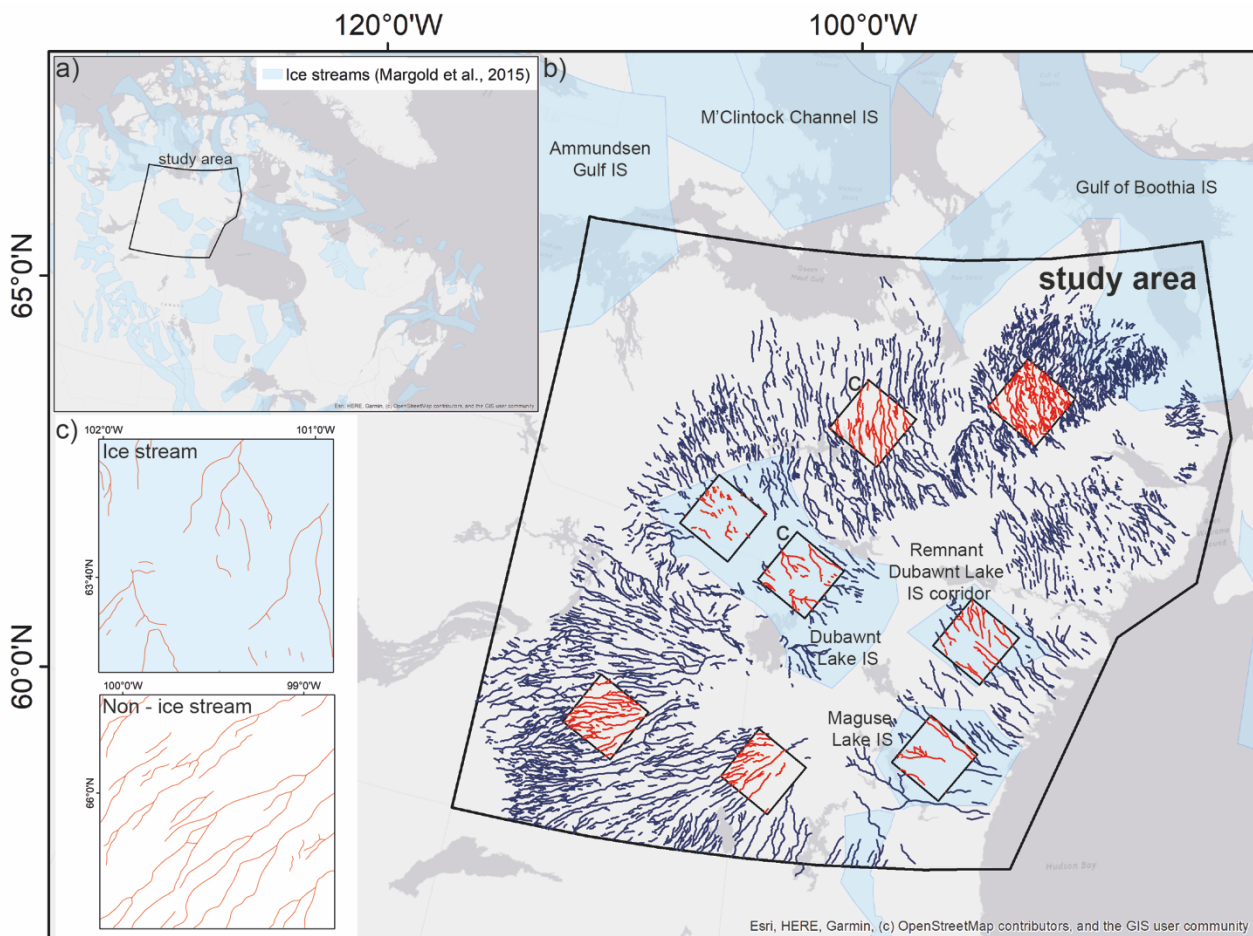 120°0'W
100°0'W
65°0'N
60°0'N
a)
Ice streams (Margold et al., 2015)
study area
Esri, HERE, Garmin, (c) OpenStreetMap contributors, and the GIS user community
b)
M'Clintock Channel IS
Ammundsen
Gulf IS
Gulf of Boothia IS
study area
C
C
Remnant
Dubawnt Lake
IS corridor
Dubawnt
Lake IS
Maguse
Lake IS
Hudson Bay
Esri, HERE, Garmin, (c) OpenStreetMap contributors, and the GIS user community
c)
102°0'W
101°0'W
Ice stream
63°40'N
100°0'W
99°0'W
Non - ice stream
66°0'N